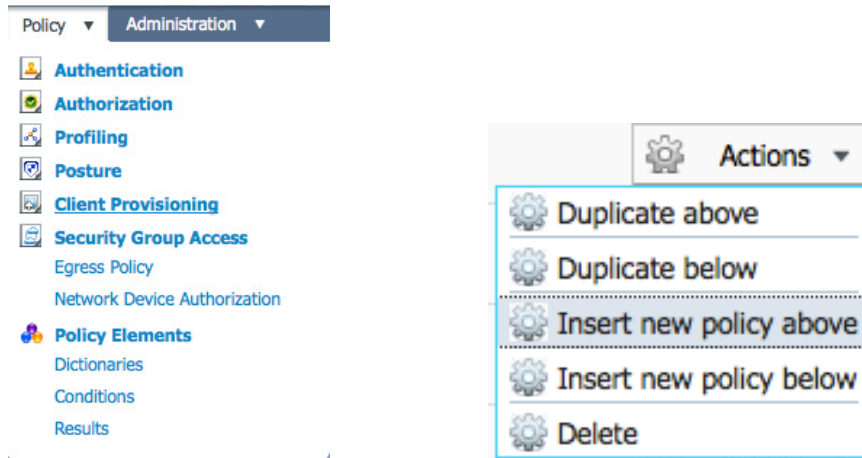 Policy ▼ Administration ▼
Authentication
Authorization
Profiling
Posture
Client Provisioning
Security Group Access
Egress Policy
Network Device Authorization
Policy Elements
Dictionaries
Conditions
Results
Actions ▼
Duplicate above
Duplicate below
Insert new policy above
Insert new policy below
Delete